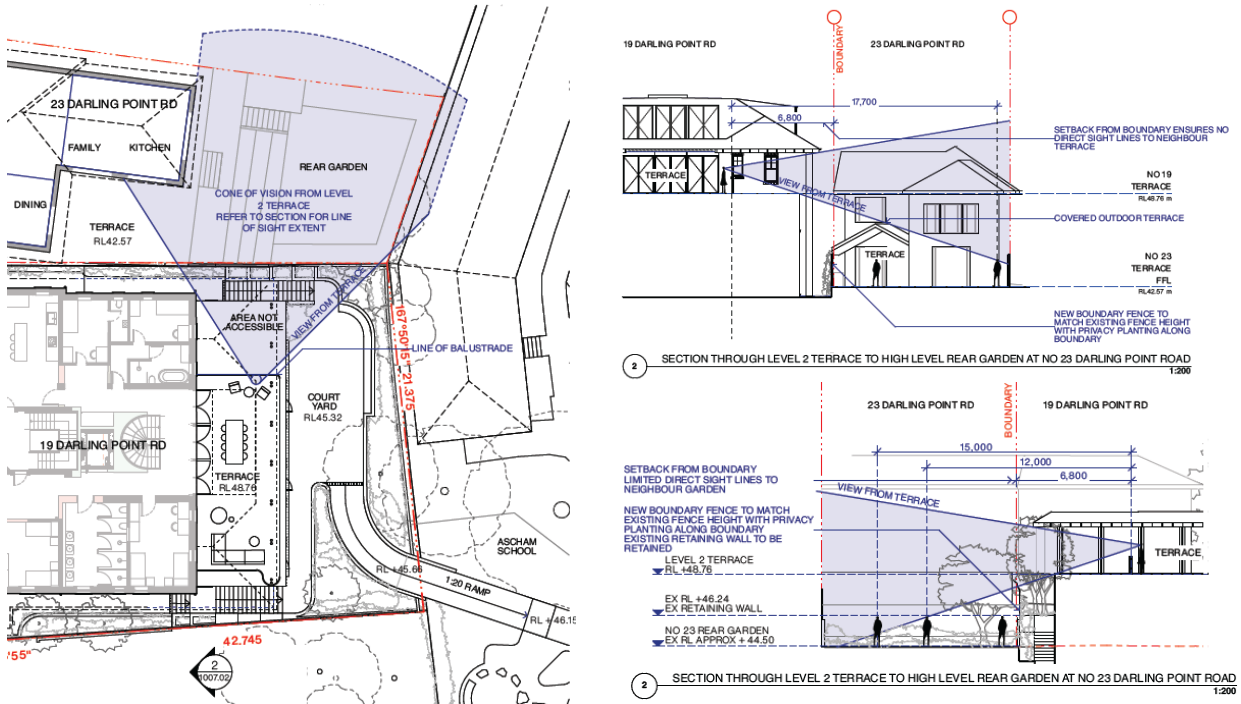 23 DARLING POINT RD
FAMILY
KITCHEN
DINING
TERRACE
RL42.57
REAR GARDEN
CONE OF VISION FROM LEVEL
2 TERRACE
REFER TO SECTION FOR LINE
OF SIGHT EXTENT
AREA NOT
ACCESSIBLE
VIEW FROM TERRACE
167°50'15" 21.375
LINE OF BALUSTRADE
COURT
YARD
RL45.32
19 DARLING POINT RD
TERRACE
RL48.76
ASCHAM
SCHOOL
RL +45.66
1:20 RAMP
RL + 46.15
42.745
'55"
2
1007.02
19 DARLING POINT RD
BOUNDARY
23 DARLING POINT RD
17,700
6,800
SETBACK FROM BOUNDARY ENSURES NO
DIRECT SIGHT LINES TO NEIGHBOUR
TERRACE
TERRACE
VIEW FROM TERRACE
NO 19
TERRACE
RL48.76 m
COVERED OUTDOOR TERRACE
TERRACE
NO 23
TERRACE
FFL
RL42.57 m
NEW BOUNDARY FENCE TO
MATCH EXISTING FENCE HEIGHT
WITH PRIVACY PLANTING ALONG
BOUNDARY
2
SECTION THROUGH LEVEL 2 TERRACE TO HIGH LEVEL REAR GARDEN AT NO 23 DARLING POINT ROAD
1:200
23 DARLING POINT RD
BOUNDARY
19 DARLING POINT RD
15,000
12,000
6,800
SETBACK FROM BOUNDARY
LIMITED DIRECT SIGHT LINES TO
NEIGHBOUR GARDEN
VIEW FROM TERRACE
NEW BOUNDARY FENCE TO MATCH
EXISTING FENCE HEIGHT WITH PRIVACY
PLANTING ALONG BOUNDARY
EXISTING RETAINING WALL TO BE
RETAINED
TERRACE
LEVEL 2 TERRACE
RL +48.76
EX RL +46.24
EX RETAINING WALL
NO 23 REAR GARDEN
EX RL APPROX + 44.50
2
SECTION THROUGH LEVEL 2 TERRACE TO HIGH LEVEL REAR GARDEN AT NO 23 DARLING POINT ROAD
1:200